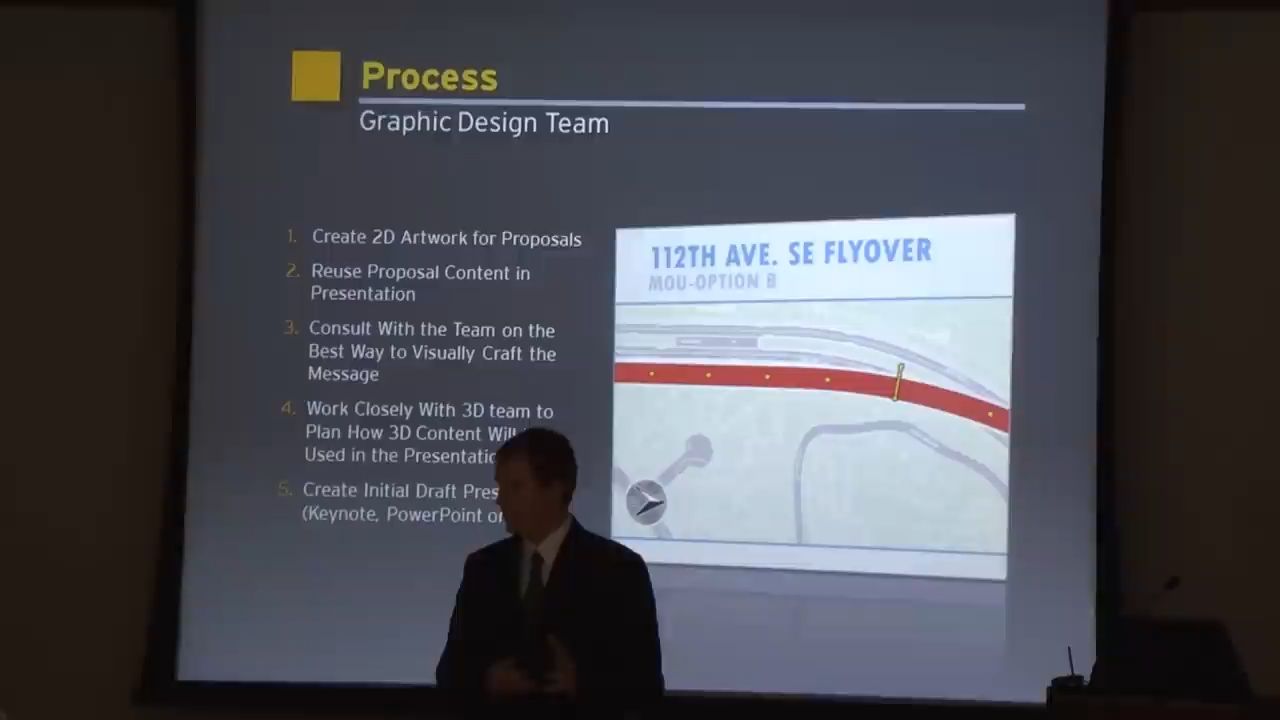 Process
Graphic Design Team
1. Create 2D Artwork for Proposals
2. Reuse Proposal Content in
Presentation
3. Consult With the Team on the
Best Way to Visually Craft the
Message
4. Work Closely With 3D team to
Plan How 3D Content Will
Used in the
5. Create Initial Draft
(Keynote, PowerPoint
112TH AVE. SE FLYOVER
MOU-OPTION B